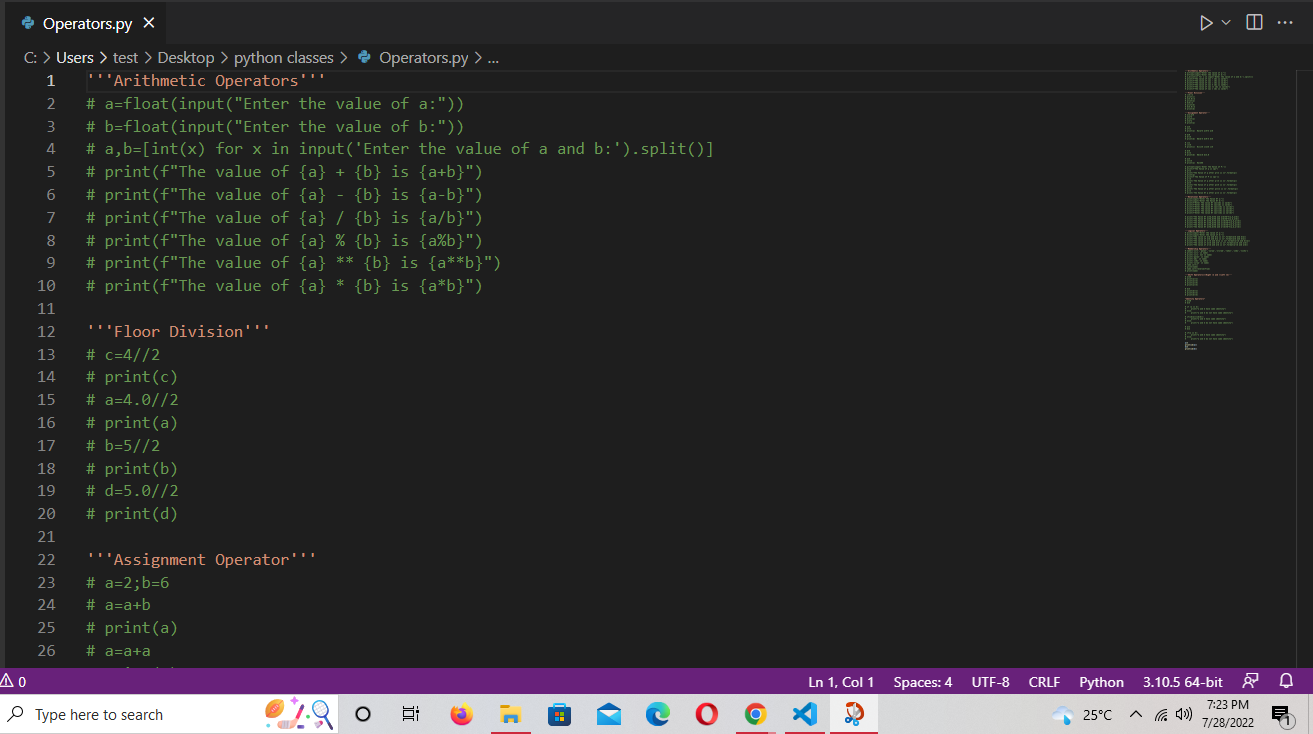 Operators.py
C: > Users > test > Desktop > python classes > Operators.py > ...
1 '''Arithmetic Operators'''
2 # a=float(input("Enter the value of a:"))
3 # b=float(input("Enter the value of b:"))
4 # a,b=[int(x) for x in input('Enter the value of a and b:').split()]
5 # print(f"The value of {a} + {b} is {a+b}")
6 # print(f"The value of {a} - {b} is {a-b}")
7 # print(f"The value of {a} / {b} is {a/b}")
8 # print(f"The value of {a} % {b} is {a%b}")
9 # print(f"The value of {a} ** {b} is {a**b}")
10 # print(f"The value of {a} * {b} is {a*b}")
11
12 '''Floor Division'''
13 # c=4//2
14 # print(c)
15 # a=4.0//2
16 # print(a)
17 # b=5//2
18 # print(b)
19 # d=5.0//2
20 # print(d)
21
22 '''Assignment Operator'''
23 # a=2;b=6
24 # a=a+b
25 # print(a)
26 # a=a+a
0 Ln 1, Col 1 Spaces: 4 UTF-8 CRLF Python 3.10.5 64-bit
Type here to search 25°C 7:23 PM
7/28/2022 1